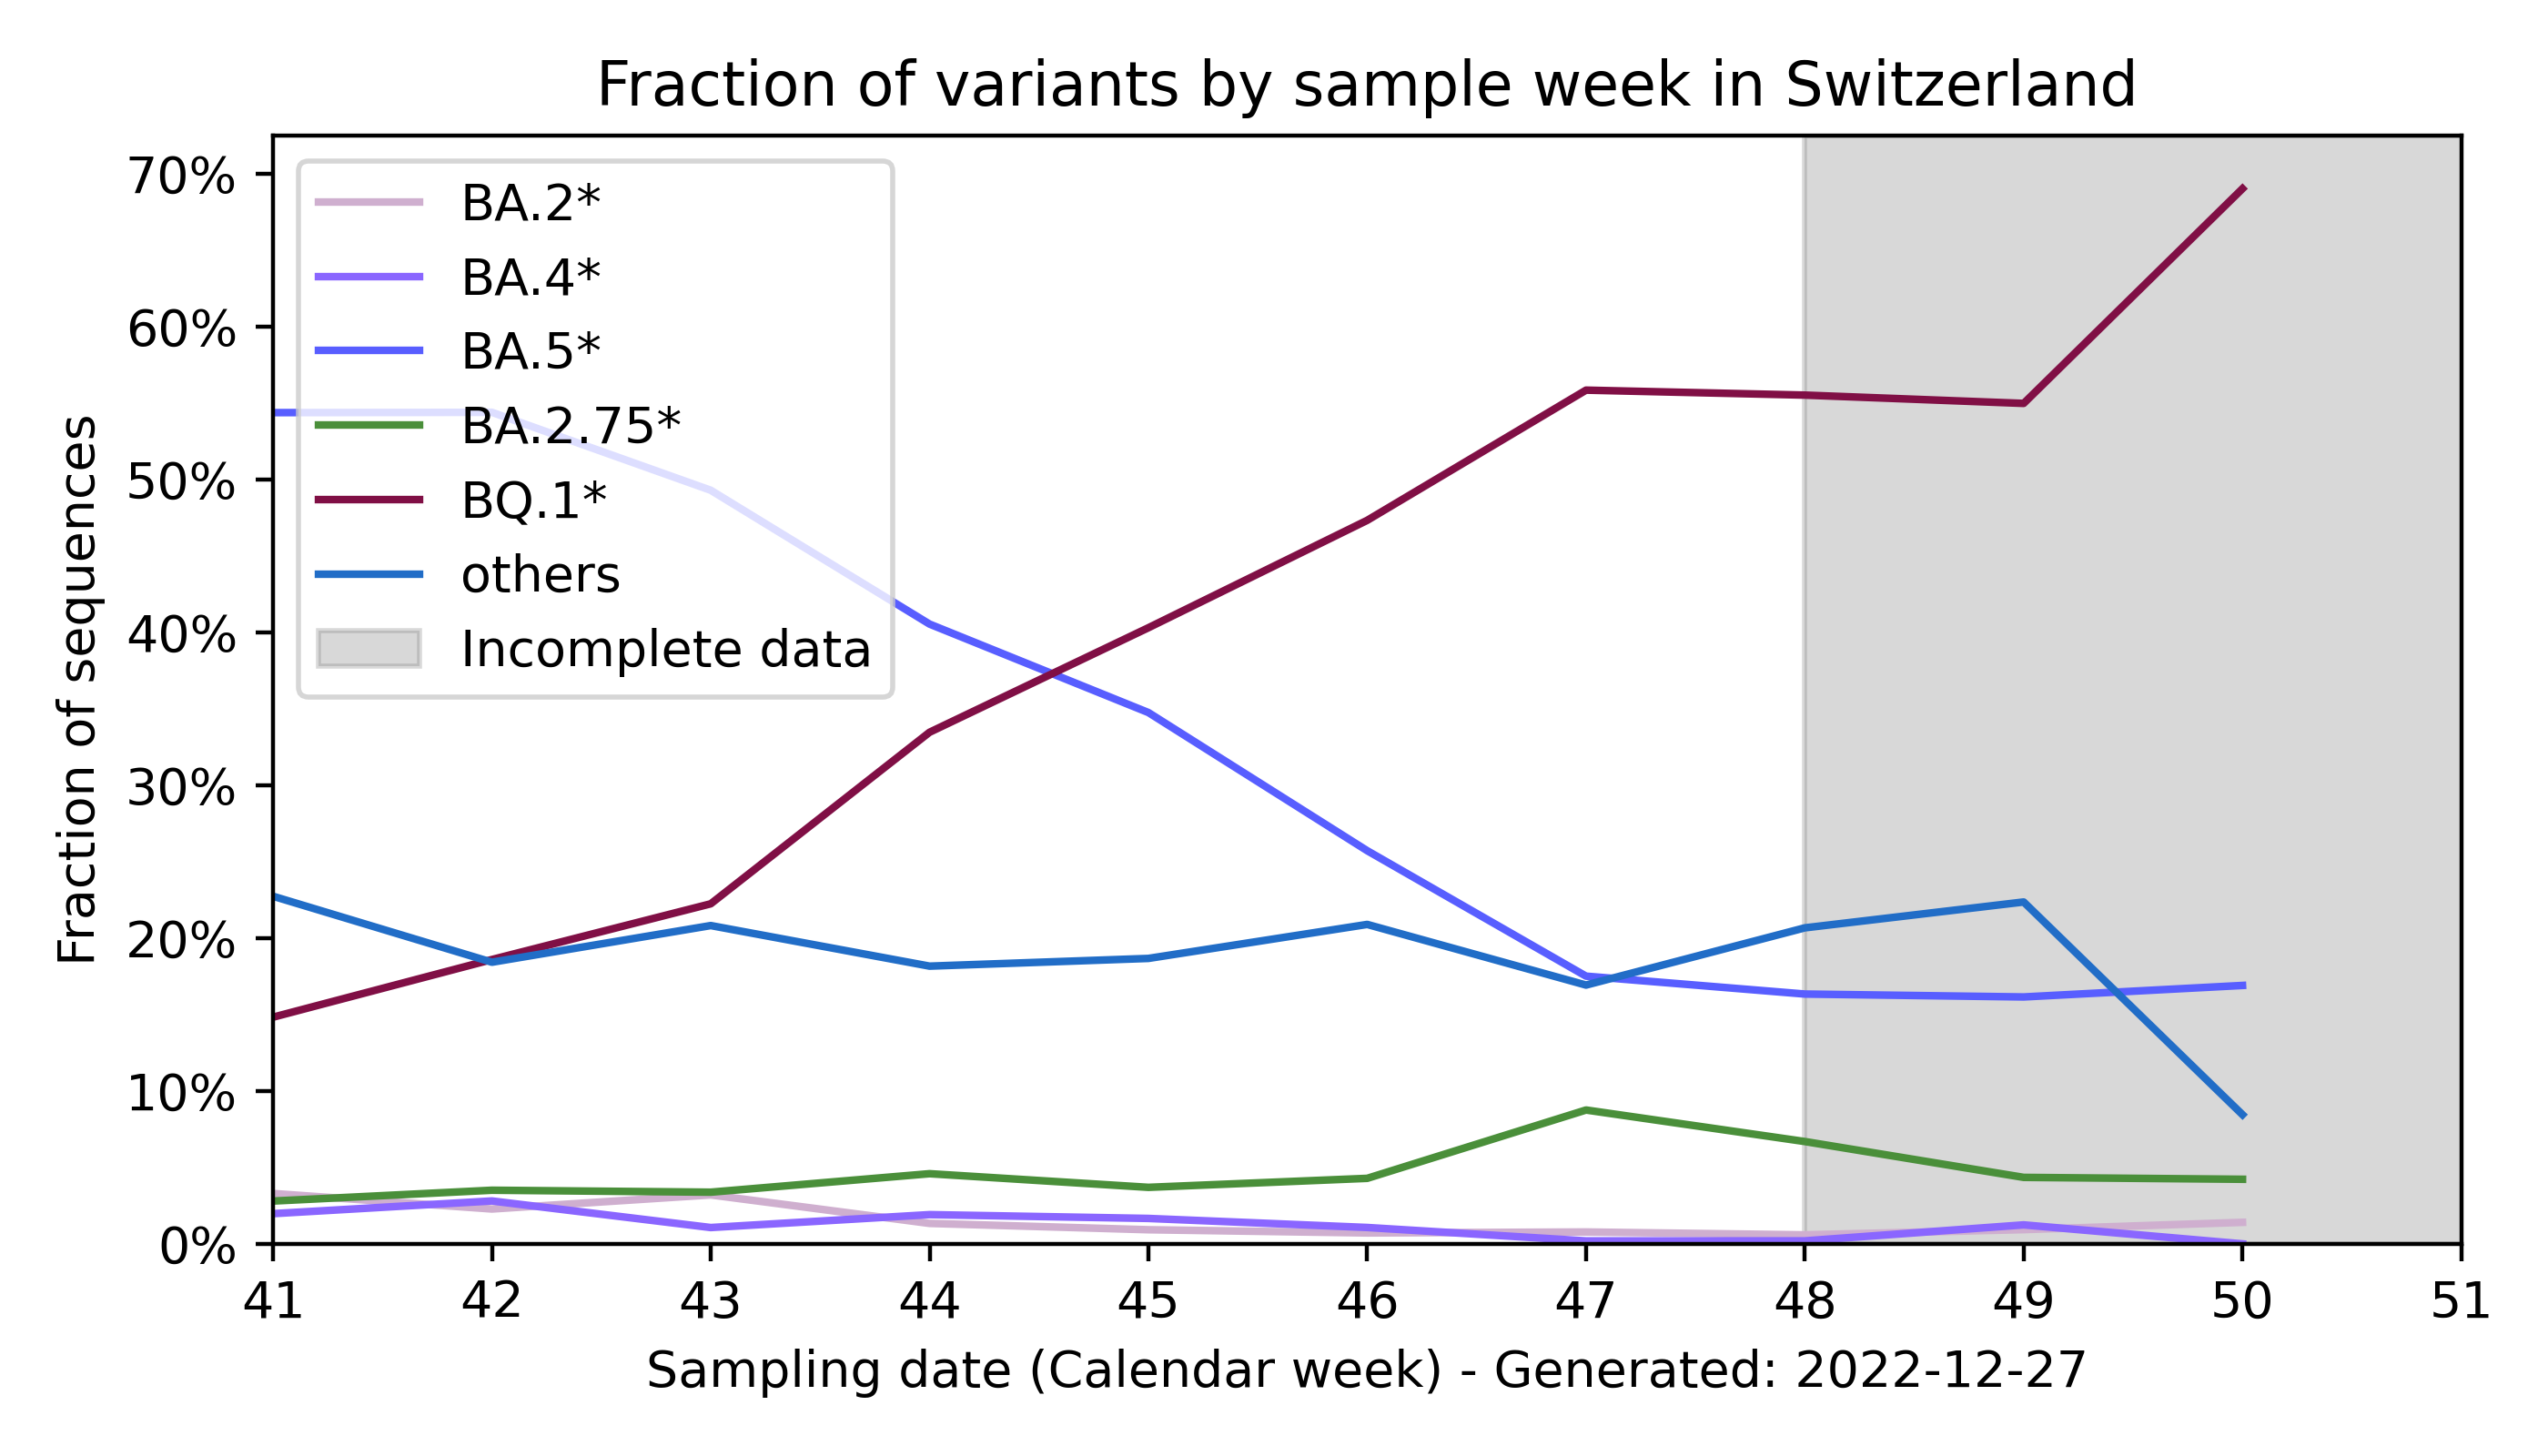 Fraction of variants by sample week in Switzerland
70%
60%
50%
40%
30%
20%
10%
0%
Fraction of sequences
BA.2*
BA.4*
BA.5*
BA.2.75*
BQ.1*
others
Incomplete data
41 42 43 44 45 46 47 48 49 50 51
Sampling date (Calendar week) - Generated: 2022-12-27